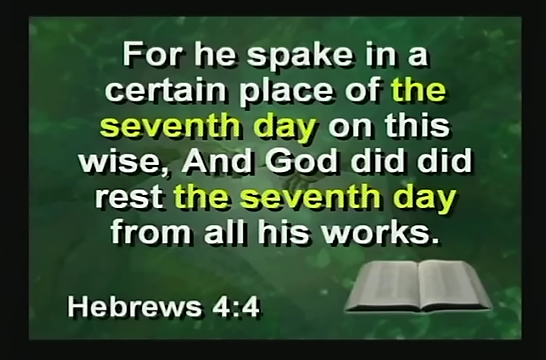 For he spake in a
certain place of the
seventh day on this
wise, And God did did
rest the seventh day
from all his works.
Hebrews 4:4